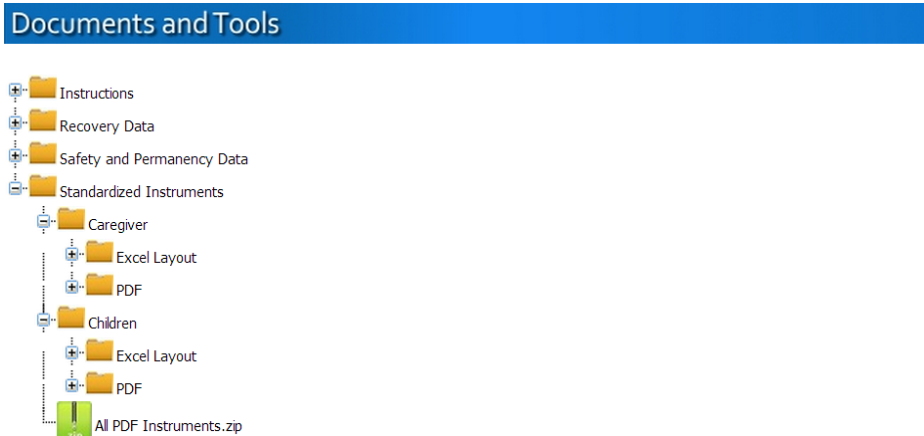 Documents and Tools
Instructions
Recovery Data
Safety and Permanency Data
Standardized Instruments
Caregiver
Excel Layout
PDF
Children
Excel Layout
PDF
All PDF Instruments.zip